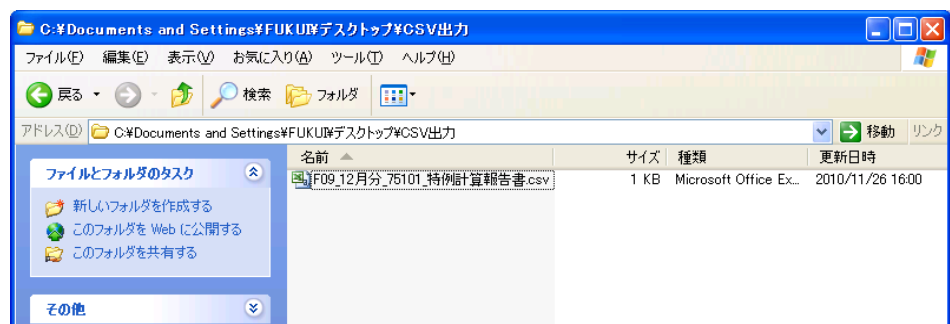 C:¥Documents and Settings¥FUKUI¥デスクトップ¥CSV出力
ファイル(F) 編集(E) 表示(V) お気に入り(A) ツール(T) ヘルプ(H)
戻る 検索 フォルダ
アドレス(D) C:¥Documents and Settings¥FUKUI¥デスクトップ¥CSV出力 移動 リンク
ファイルとフォルダのタスク
新しいフォルダを作成する
このフォルダを Web に公開する
このフォルダを共有する
その他
名前 サイズ 種類 更新日時
F09_12月分_75101_特例計算報告書.csv 1 KB Microsoft Office Ex... 2010/11/26 16:00